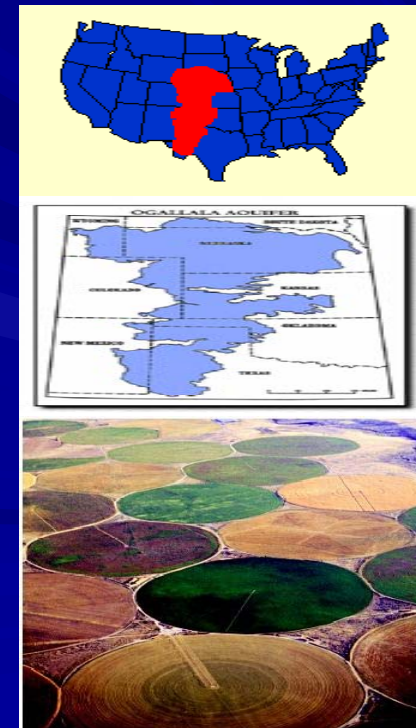 OGALLALA AQUIFER
WYOMING
SOUTH DAKOTA
NEBRASKA
COLORADO
KANSAS
OKLAHOMA
NEW MEXICO
TEXAS